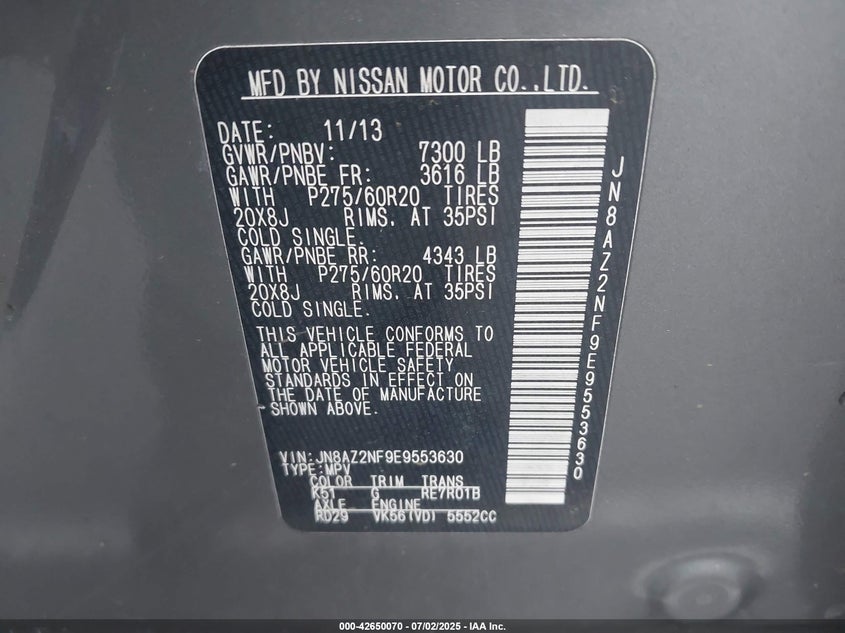 MFD BY NISSAN MOTOR CO.,LTD.
DATE: 11/13
GVWR/PNBV: 7300 LB
GAWR/PNBE FR: 3616 LB
WITH P275/60R20 TIRES
20X8J RIMS. AT 35PSI
COLD SINGLE.
GAWR/PNBE RR: 4343 LB
WITH P275/60R20 TIRES
20X8J RIMS. AT 35PSI
COLD SINGLE.
THIS VEHICLE CONFORMS TO
ALL APPLICABLE FEDERAL
MOTOR VEHICLE SAFETY
STANDARDS IN EFFECT ON
THE DATE OF MANUFACTURE
SHOWN ABOVE.
VIN:JN8AZ2NF9E9553630
TYPE:MPV
COLOR TRIM TRANS
K51 G RE7R01B
AXLE ENGINE
RD29 VK56(VD) 5552CC
JN8AZ2NF9E9553630
000-42650070 - 07/02/2025 - IAA Inc.